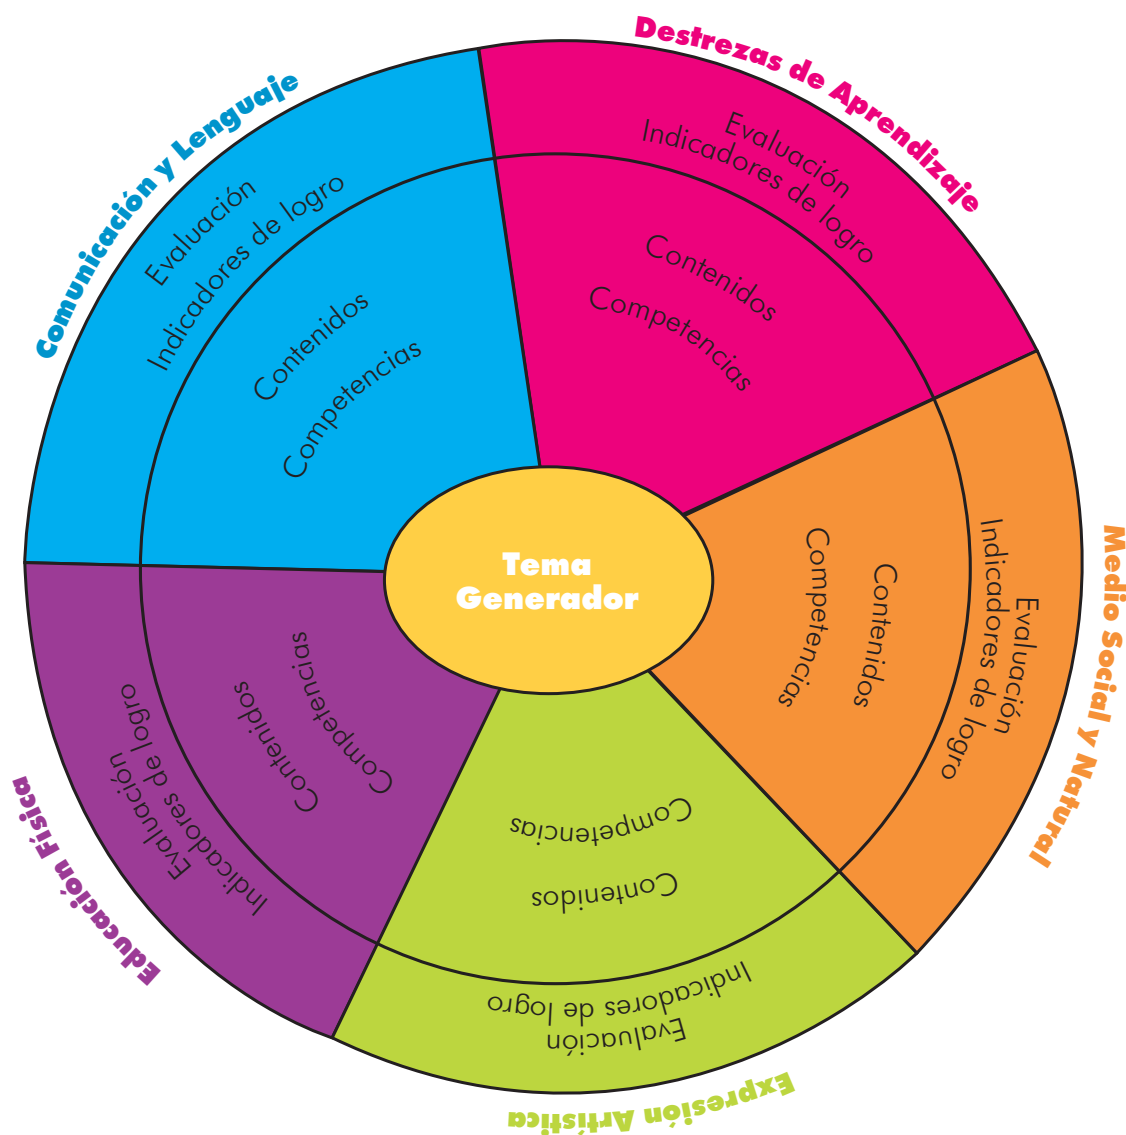 Destrezas de Aprendizaje
Evaluación
Indicadores de logro
Contenidos
Competencias
Medio Social y Natural
Evaluación
Indicadores de logro
Contenidos
Competencias
Expresión Artística
Evaluación
Indicadores de logro
Contenidos
Competencias
Educación Física
Evaluación
Indicadores de logro
Contenidos
Competencias
Comunicación y Lenguaje
Evaluación
Indicadores de logro
Contenidos
Competencias
Tema
Generador